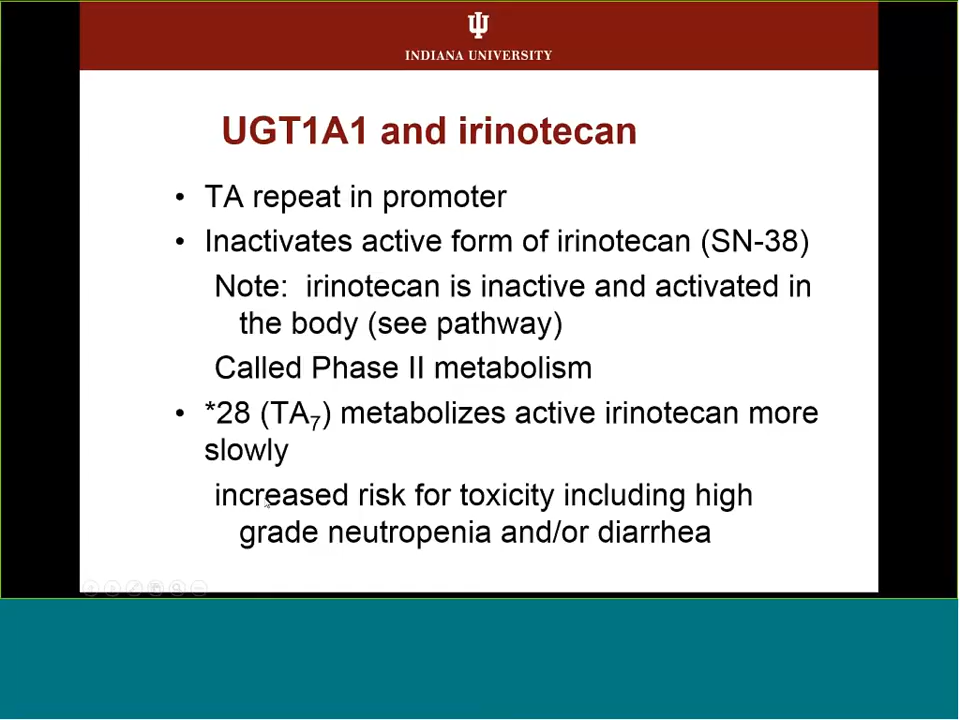 INDIANA UNIVERSITY
UGT1A1 and irinotecan
• TA repeat in promoter
• Inactivates active form of irinotecan (SN-38)
Note: irinotecan is inactive and activated in
the body (see pathway)
Called Phase II metabolism
• *28 (TA₇) metabolizes active irinotecan more
slowly
increased risk for toxicity including high
grade neutropenia and/or diarrhea